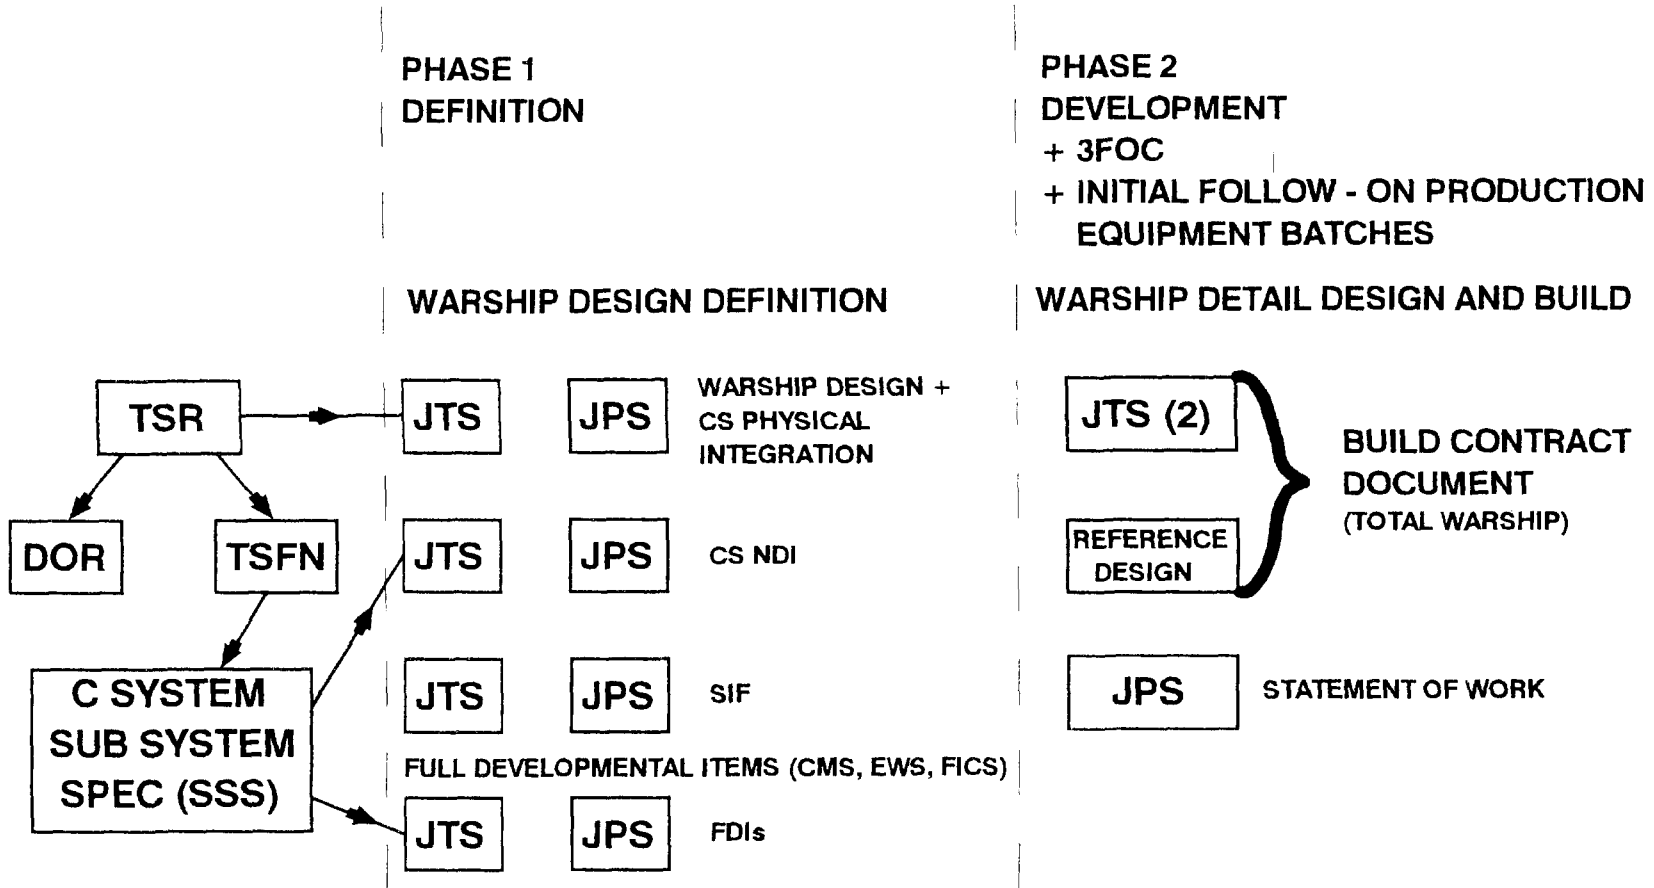 PHASE 1
DEFINITION
PHASE 2
DEVELOPMENT
+ 3FOC
+ INITIAL FOLLOW - ON PRODUCTION
EQUIPMENT BATCHES
WARSHIP DESIGN DEFINITION
WARSHIP DETAIL DESIGN AND BUILD
TSR
DOR
TSFN
C SYSTEM
SUB SYSTEM
SPEC (SSS)
JTS
JPS
WARSHIP DESIGN +
CS PHYSICAL
INTEGRATION
JTS
JPS
CS NDI
JTS
JPS
SIF
FULL DEVELOPMENTAL ITEMS (CMS, EWS, FICS)
JTS
JPS
FDIs
JTS (2)
REFERENCE
DESIGN
BUILD CONTRACT
DOCUMENT
(TOTAL WARSHIP)
JPS
STATEMENT OF WORK